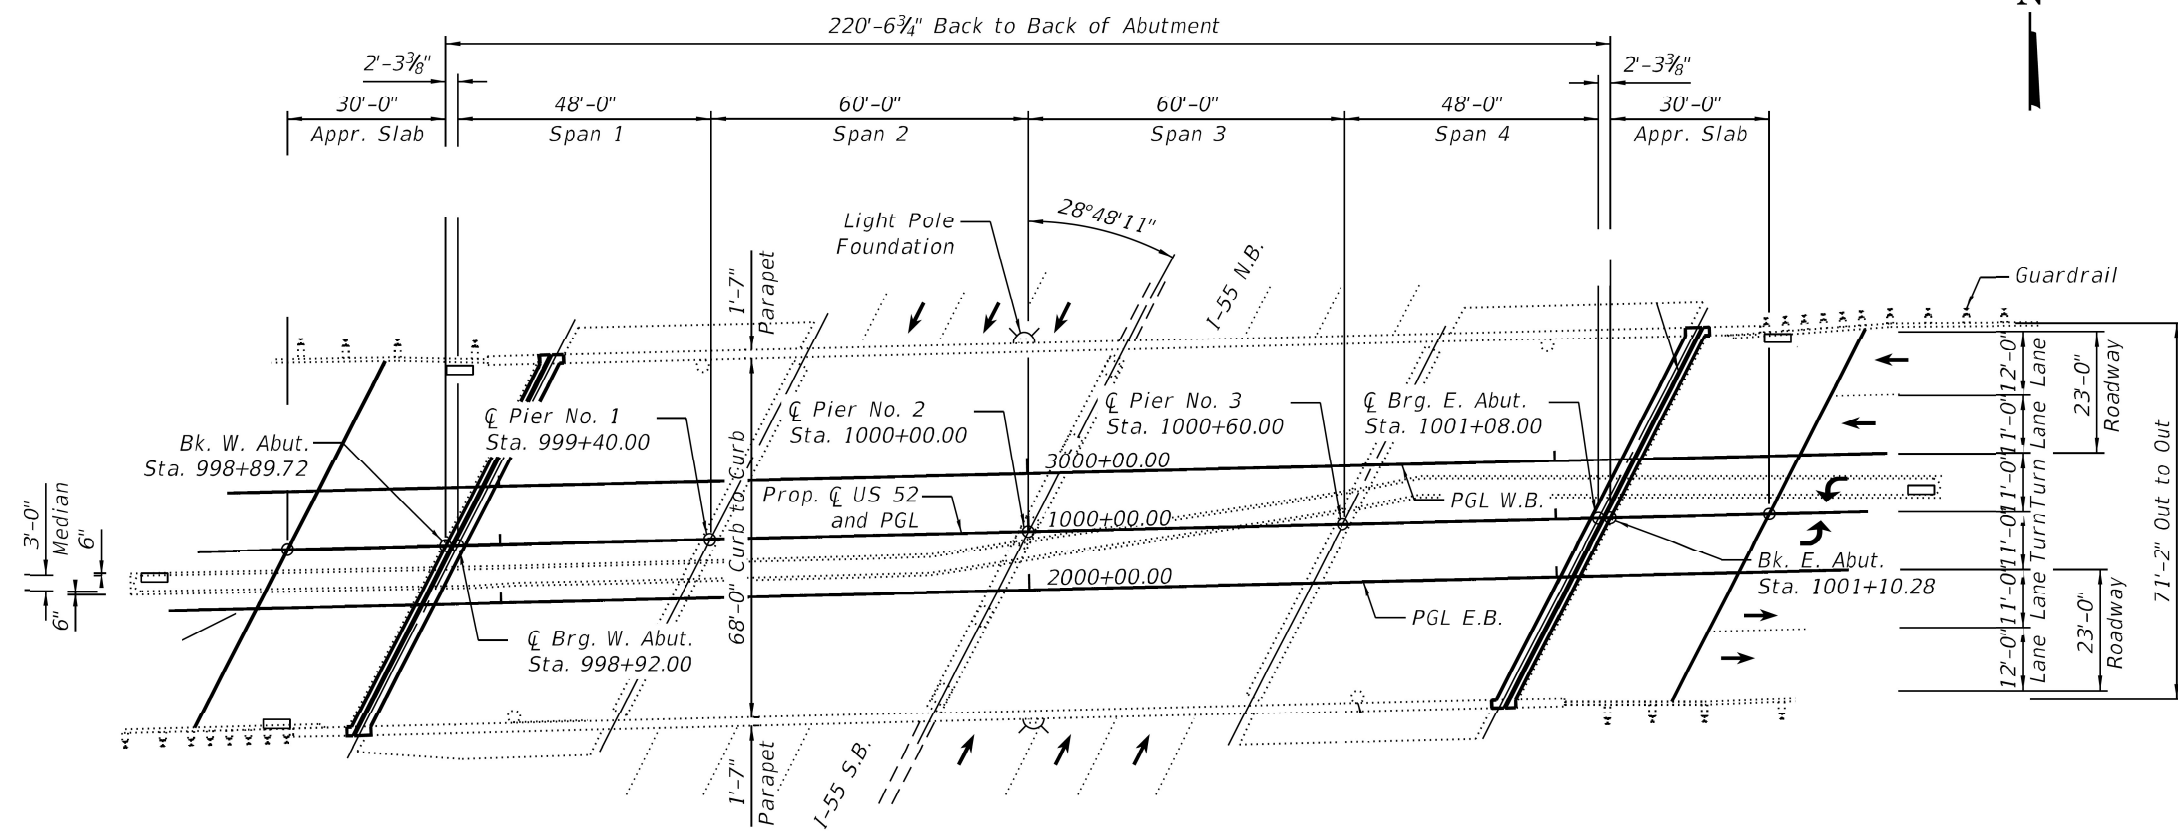 N
220'-6¾" Back to Back of Abutment
2'-3⅜"
2'-3⅜"
30'-0"
48'-0"
60'-0"
60'-0"
48'-0"
30'-0"
Appr. Slab
Span 1
Span 2
Span 3
Span 4
Appr. Slab
28°48'11"
Light Pole
Foundation
1'-7"
Parapet
I-55 N.B.
Guardrail
Bk. W. Abut.
Sta. 998+89.72
℄ Pier No. 1
Sta. 999+40.00
℄ Pier No. 2
Sta. 1000+00.00
℄ Pier No. 3
Sta. 1000+60.00
℄ Brg. E. Abut.
Sta. 1001+08.00
3000+00.00
Prop. ℄ US 52
and PGL
1000+00.00
PGL W.B.
2000+00.00
PGL E.B.
Bk. E. Abut.
Sta. 1001+10.28
℄ Brg. W. Abut.
Sta. 998+92.00
68'-0" Curb to Curb
3'-0"
Median
6"
6"
1'-7"
Parapet
I-55 S.B.
12'-0"
Lane
11'-0"
Lane
11'-0"
Turn
11'-0"
Turn
11'-0"
Lane
12'-0"
Lane
23'-0"
Roadway
23'-0"
Roadway
71'-2" Out to Out